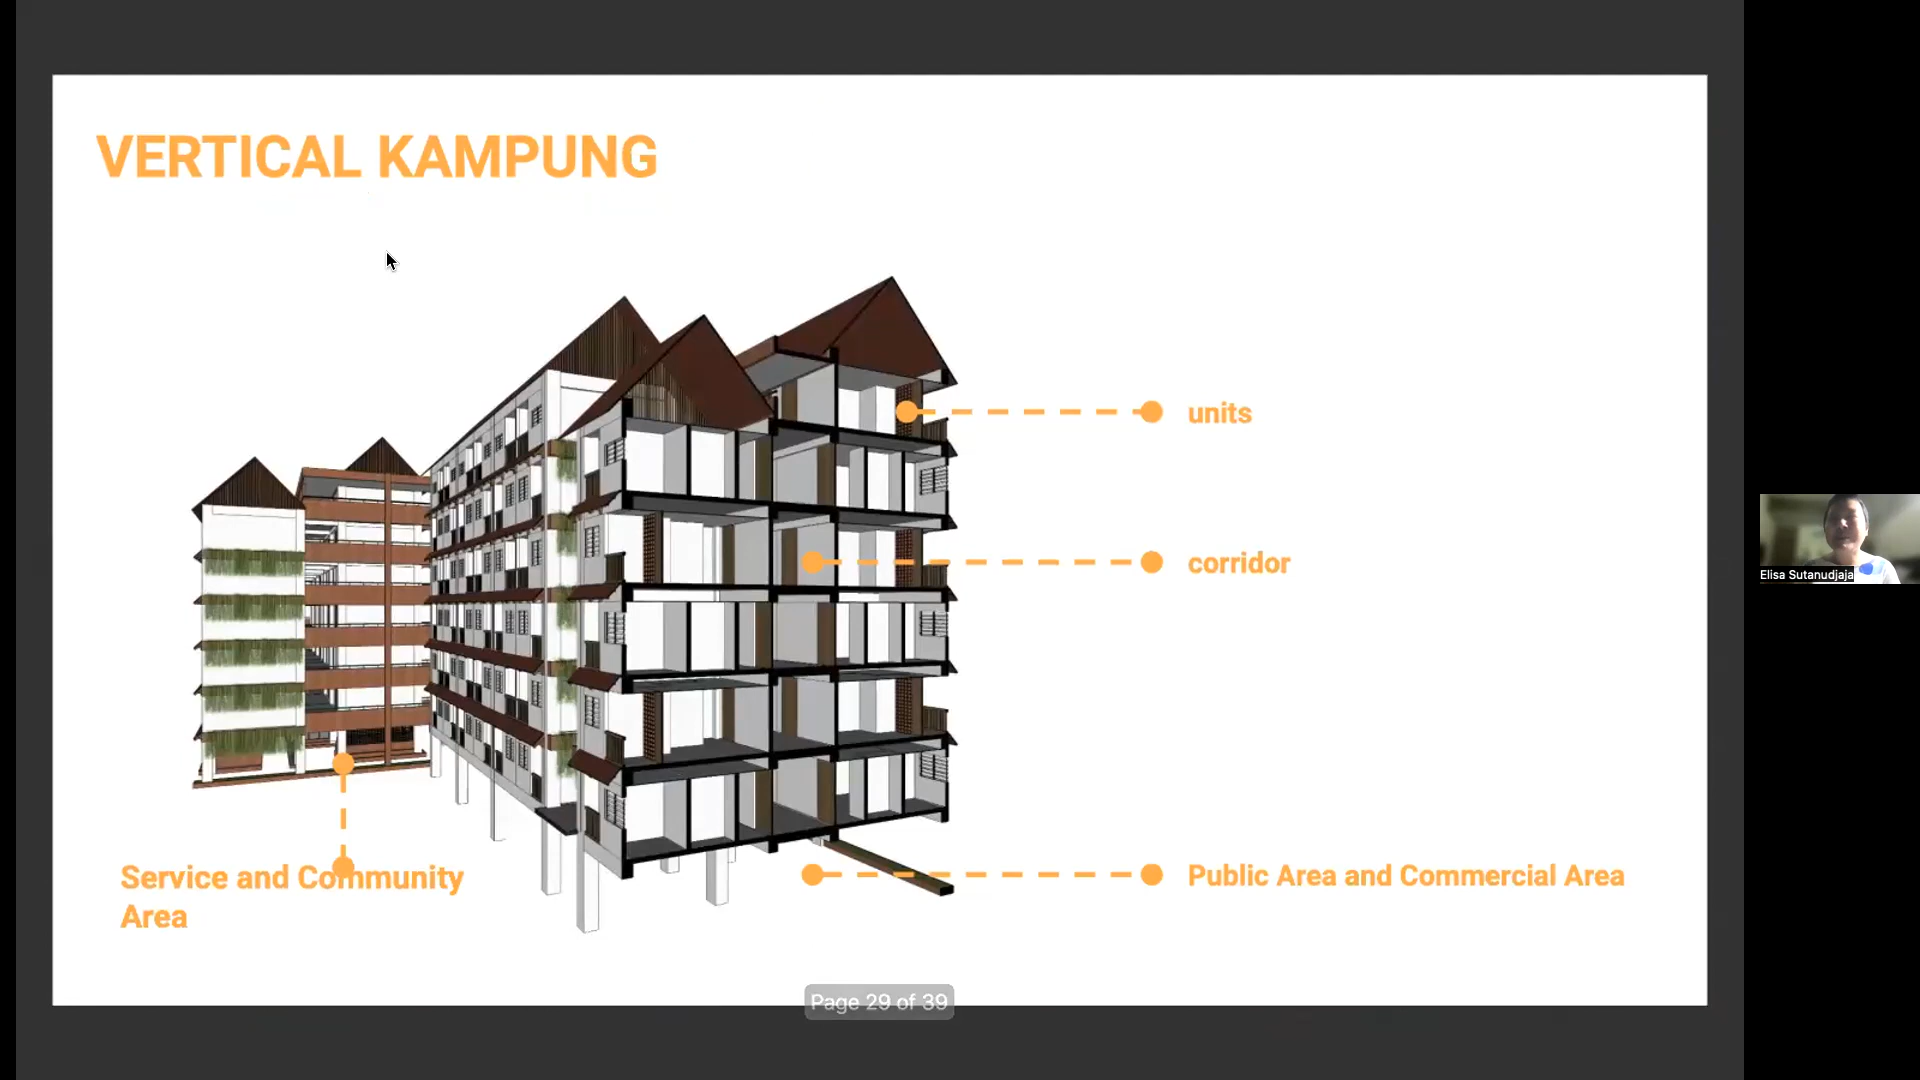 VERTICAL KAMPUNG
units
corridor
Elisa Sutanudjaja
Service and Community
Area
Public Area and Commercial Area
Page 29 of 39